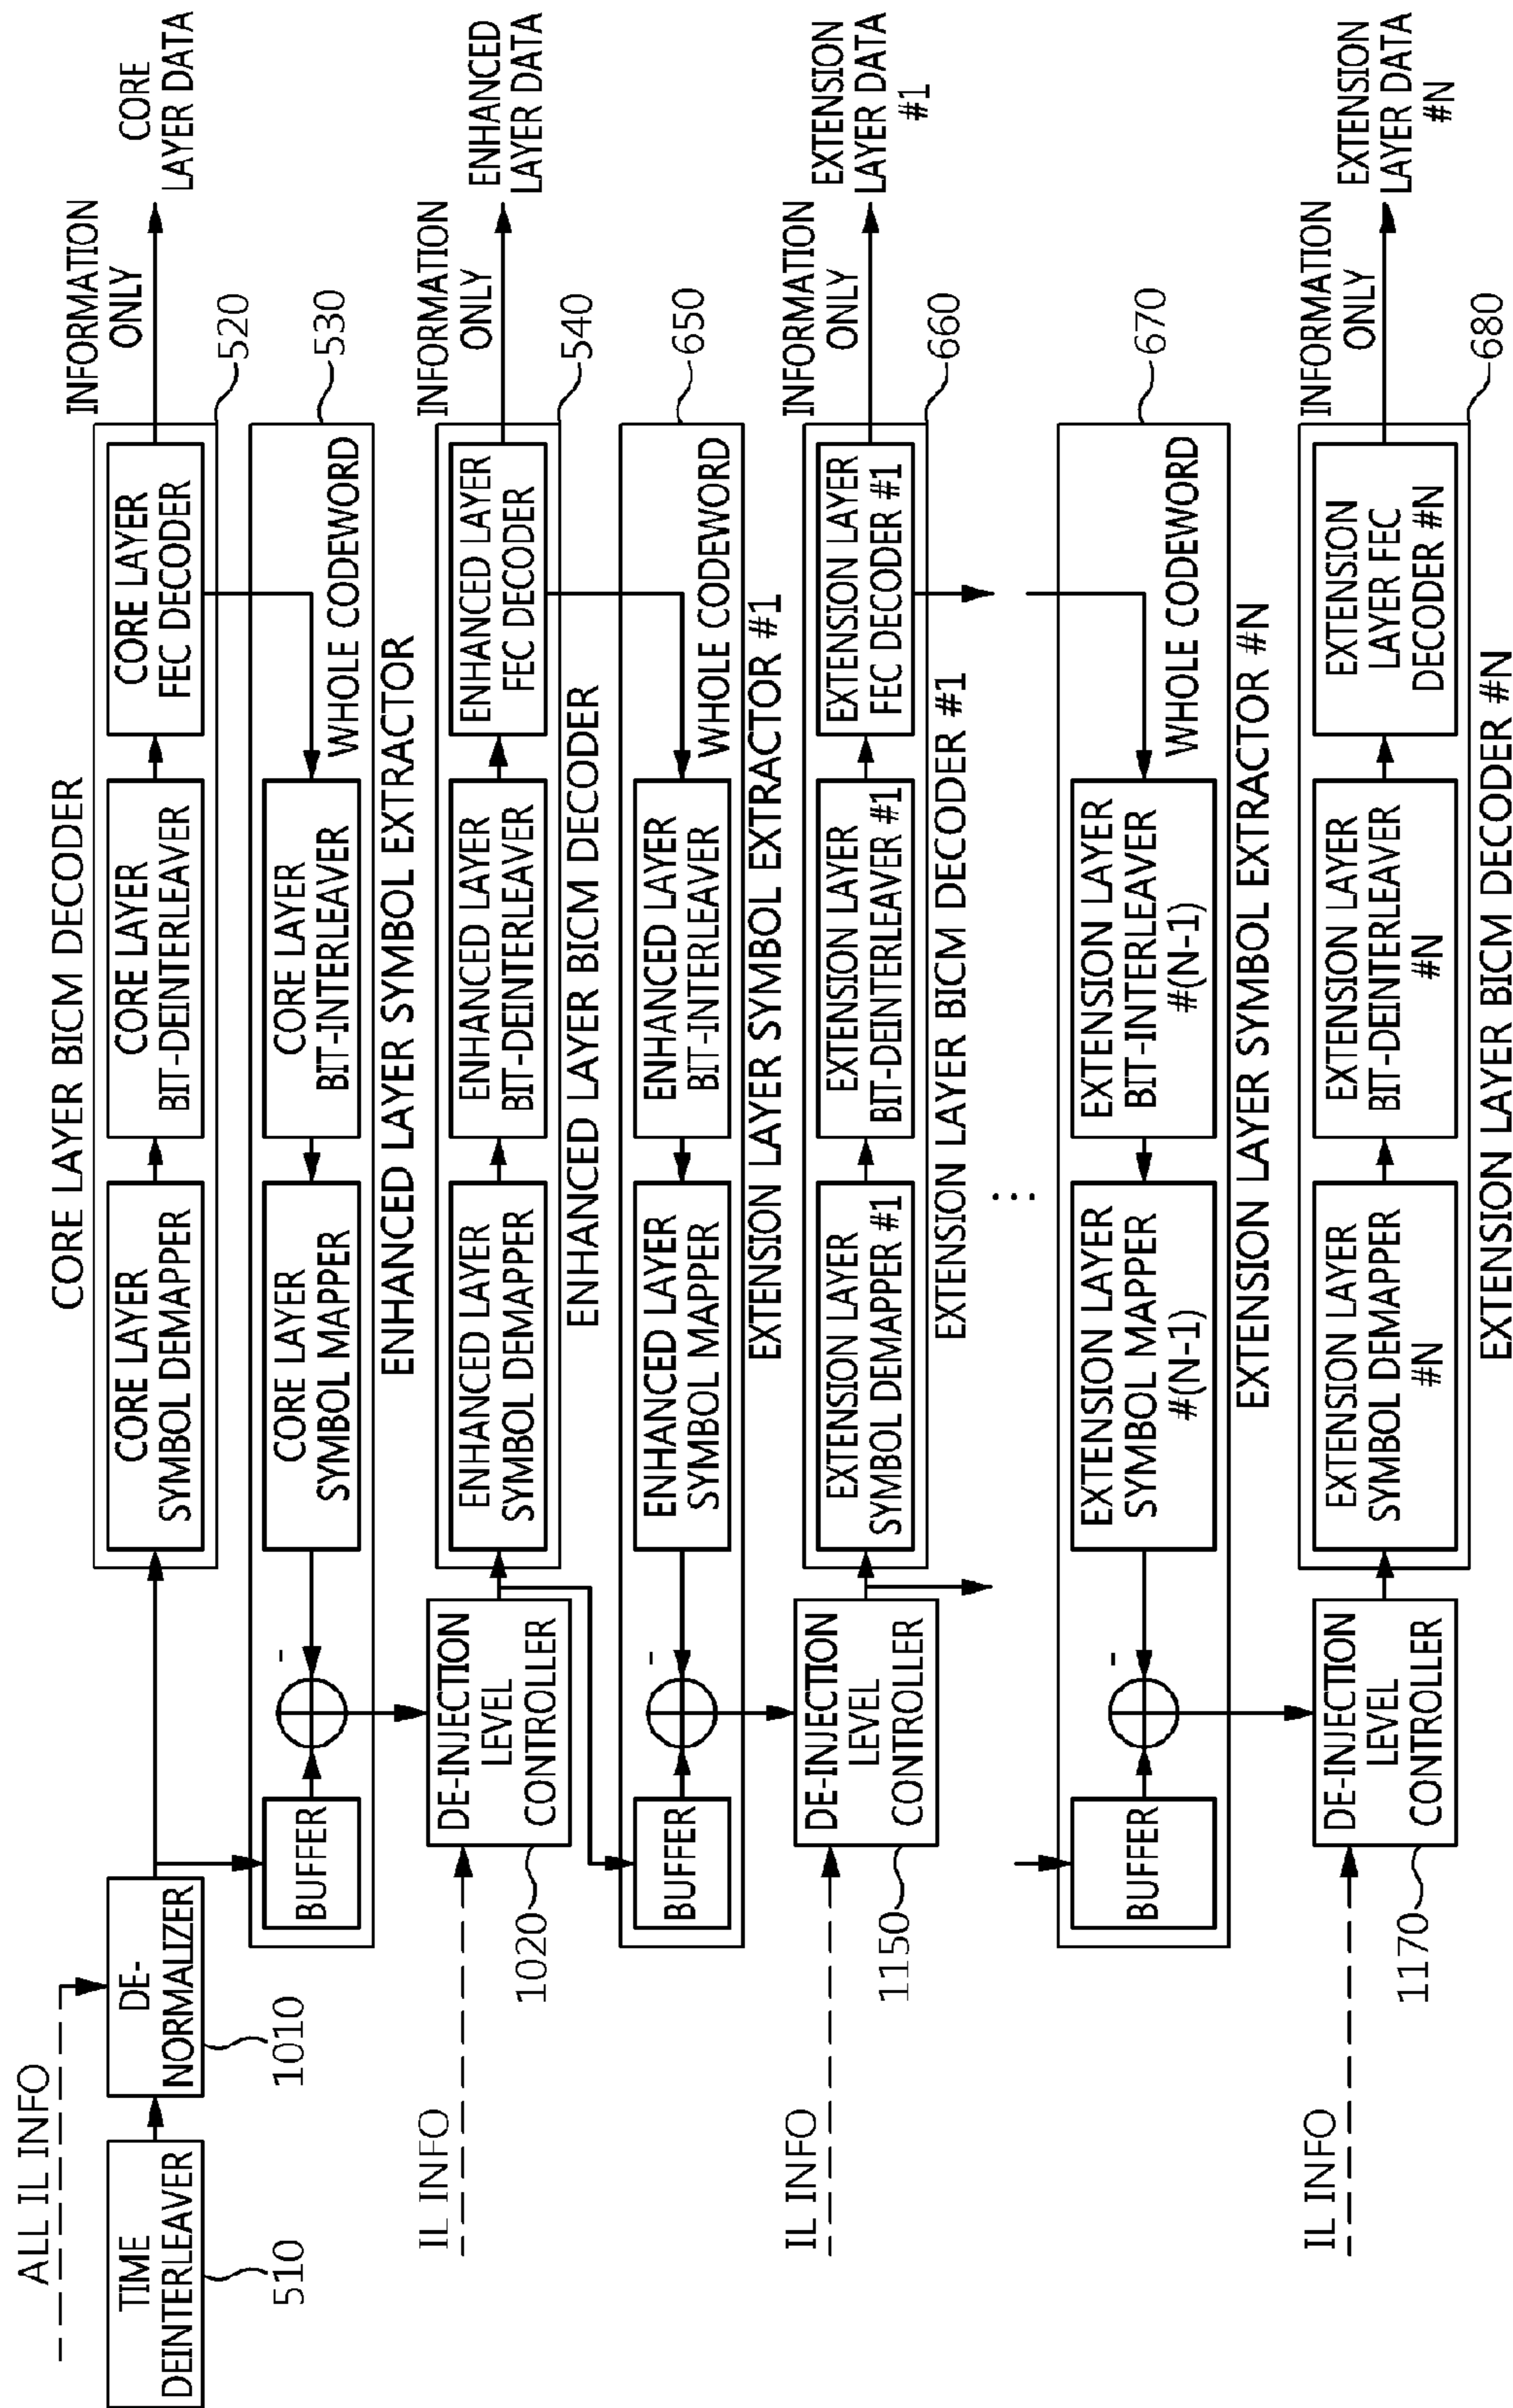 ALL IL INFO
TIME
DEINTERLEAVER
510
DE-
NORMALIZER
1010
CORE LAYER BICM DECODER
CORE LAYER
SYMBOL DEMAPPER
CORE LAYER
BIT-DEINTERLEAVER
CORE LAYER
FEC DECODER
INFORMATION
ONLY
CORE
LAYER DATA
520
BUFFER
-
CORE LAYER
SYMBOL MAPPER
CORE LAYER
BIT-INTERLEAVER
WHOLE CODEWORD
530
ENHANCED LAYER SYMBOL EXTRACTOR
IL INFO
DE-INJECTION
LEVEL
CONTROLLER
1020
ENHANCED LAYER
SYMBOL DEMAPPER
ENHANCED LAYER
BIT-DEINTERLEAVER
ENHANCED LAYER
FEC DECODER
INFORMATION
ONLY
ENHANCED
LAYER DATA
540
ENHANCED LAYER BICM DECODER
BUFFER
-
ENHANCED LAYER
SYMBOL MAPPER
ENHANCED LAYER
BIT-INTERLEAVER
WHOLE CODEWORD
650
EXTENSION LAYER SYMBOL EXTRACTOR #1
IL INFO
DE-INJECTION
LEVEL
CONTROLLER
1150
EXTENSION LAYER
SYMBOL DEMAPPER #1
EXTENSION LAYER
BIT-DEINTERLEAVER #1
EXTENSION LAYER
FEC DECODER #1
INFORMATION
ONLY
EXTENSION
LAYER DATA
#1
660
EXTENSION LAYER BICM DECODER #1
...
BUFFER
-
EXTENSION LAYER
SYMBOL MAPPER
#(N-1)
EXTENSION LAYER
BIT-INTERLEAVER
#(N-1)
WHOLE CODEWORD
670
EXTENSION LAYER SYMBOL EXTRACTOR #N
IL INFO
DE-INJECTION
LEVEL
CONTROLLER
1170
EXTENSION LAYER
SYMBOL DEMAPPER
#N
EXTENSION LAYER
BIT-DEINTERLEAVER
#N
EXTENSION
LAYER FEC
DECODER #N
INFORMATION
ONLY
EXTENSION
LAYER DATA
#N
680
EXTENSION LAYER BICM DECODER #N